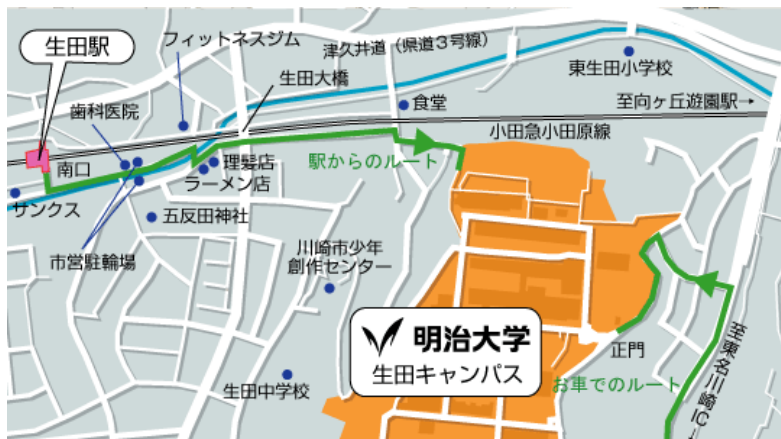 生田駅
フィットネスジム
津久井道（県道３号線）
生田大橋
東生田小学校
歯科医院
食堂
至向ヶ丘遊園駅→
小田急小田原線
南口
理髪店
駅からのルート
ラーメン店
サンクス
五反田神社
市営駐輪場
川崎市少年
創作センター
明治大学
生田キャンパス
正門
生田中学校
お車でのルート
至東名川崎IC↓